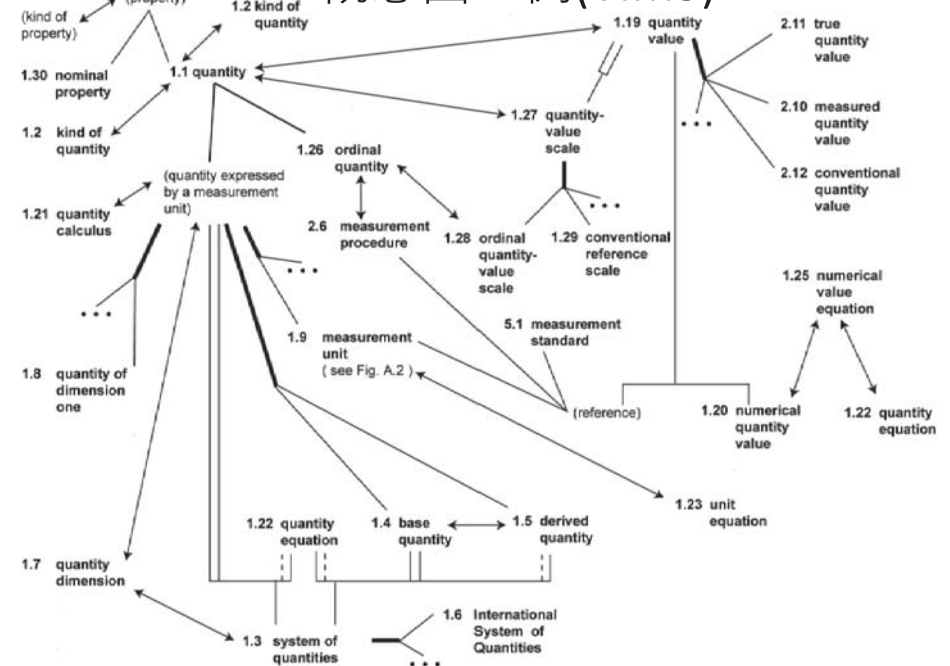 (property)
(kind of
property)
1.2 kind of
quantity
1.19 quantity
value
2.11 true
quantity
value
1.30 nominal
property
1.1 quantity
2.10 measured
quantity
value
1.27 quantity-
value
scale
• • •
1.2 kind of
quantity
1.26 ordinal
quantity
2.12 conventional
quantity
value
(quantity expressed
by a measurement
unit)
• • •
1.21 quantity
calculus
2.6 measurement
procedure
1.28 ordinal
quantity-
value
scale
1.29 conventional
reference
scale
• • •
1.25 numerical
value
equation
• • •
1.9 measurement
unit
( see Fig. A.2 )
5.1 measurement
standard
1.8 quantity of
dimension
one
(reference)
1.20 numerical
quantity
value
1.22 quantity
equation
1.23 unit
equation
1.22 quantity
equation
1.4 base
quantity
1.5 derived
quantity
1.7 quantity
dimension
1.3 system of
quantities
1.6 International
System of
Quantities
• • •